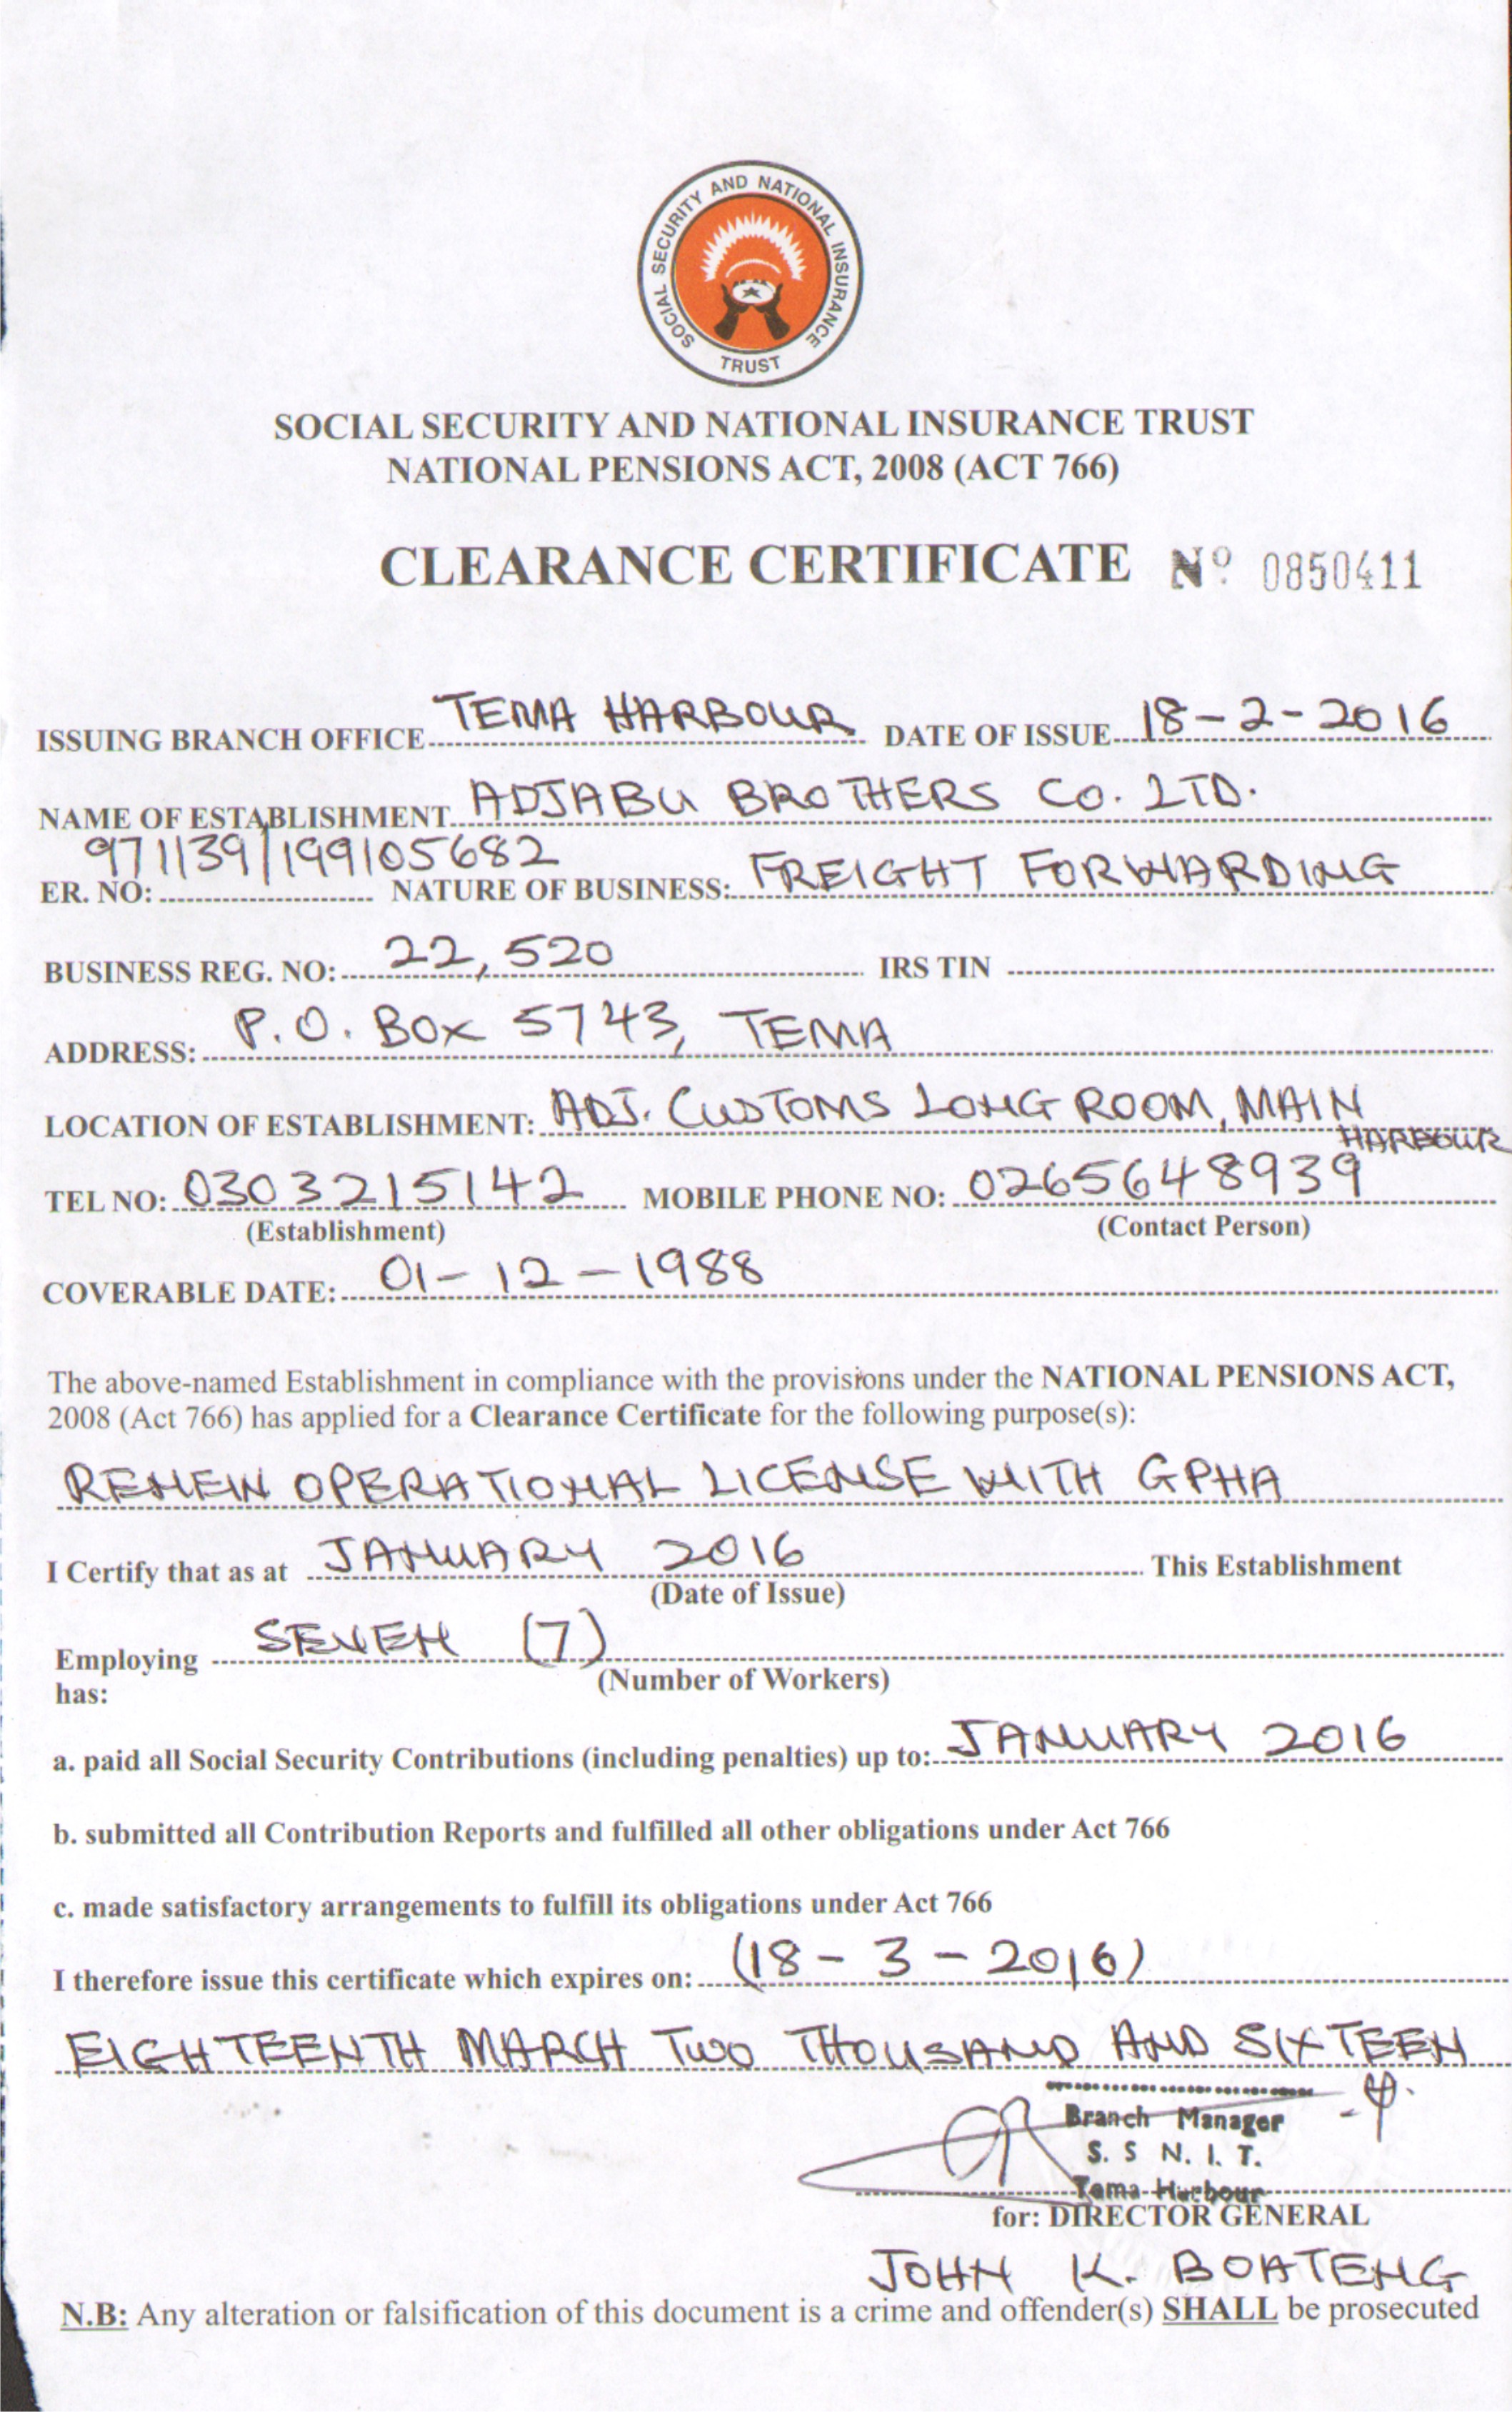 SOCIAL SECURITY AND NATIONAL INSURANCE TRUST
SOCIAL SECURITY AND NATIONAL INSURANCE TRUST
NATIONAL PENSIONS ACT, 2008 (ACT 766)
CLEARANCE CERTIFICATE Nº 0850411
ISSUING BRANCH OFFICE TEMA HARBOUR DATE OF ISSUE 18-2-2016
NAME OF ESTABLISHMENT ADJABU BROTHERS CO. LTD.
ER. NO: 971139/199105682 NATURE OF BUSINESS: FREIGHT FORWARDING
BUSINESS REG. NO: 22,520 IRS TIN
ADDRESS: P.O. BOX 5743, TEMA
LOCATION OF ESTABLISHMENT: ADJ. CUSTOMS LONG ROOM, MAIN HARBOUR
TEL NO: 0303215142 MOBILE PHONE NO: 0265648939
(Establishment) (Contact Person)
COVERABLE DATE: 01-12-1988
The above-named Establishment in compliance with the provisions under the NATIONAL PENSIONS ACT,
2008 (Act 766) has applied for a Clearance Certificate for the following purpose(s):
RENEW OPERATIONAL LICENSE WITH GPHA
I Certify that as at JANUARY 2016 This Establishment
(Date of Issue)
Employing SEVEN (7)
has: (Number of Workers)
a. paid all Social Security Contributions (including penalties) up to: JANUARY 2016
b. submitted all Contribution Reports and fulfilled all other obligations under Act 766
c. made satisfactory arrangements to fulfill its obligations under Act 766
I therefore issue this certificate which expires on: (18-3-2016)
EIGHTEENTH MARCH TWO THOUSAND AND SIXTEEN
Branch Manager
S. S N. I. T.
Tema Harbour
for: DIRECTOR GENERAL
JOHN K. BOATENG
N.B: Any alteration or falsification of this document is a crime and offender(s) SHALL be prosecuted